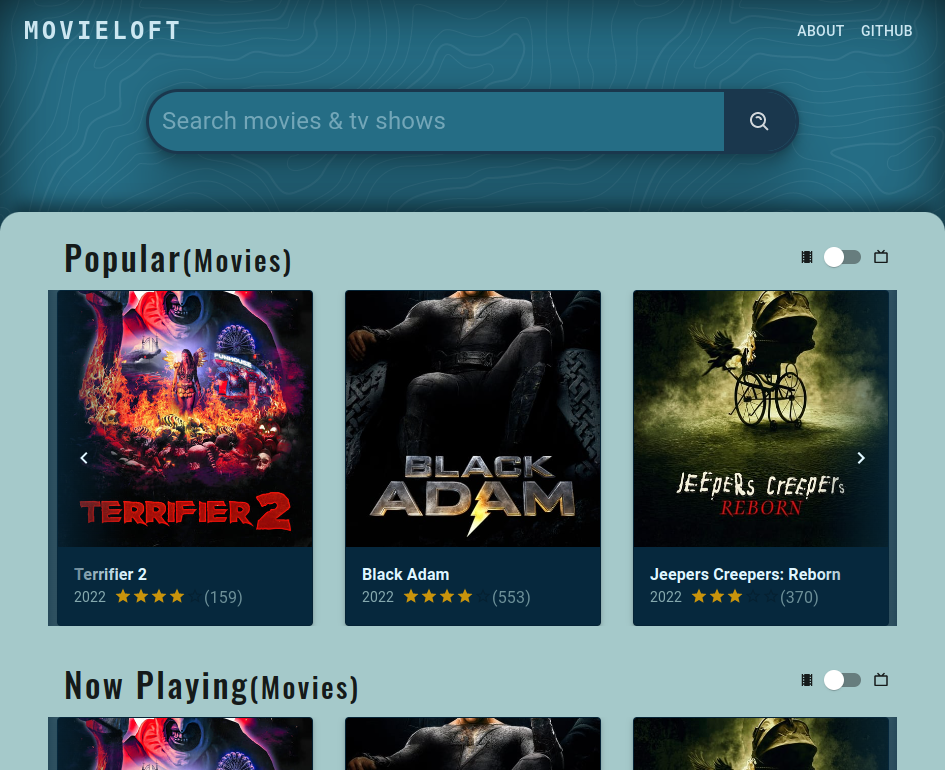 MOVIELOFT
ABOUT GITHUB
Search movies & tv shows
Popular(Movies)
FUNHOUSE
TERRIFIER 2
BLACK
ADAM
JEEPERS CREEPERS
REBORN
Terrifier 2
2022 (159)
Black Adam
2022 (553)
Jeepers Creepers: Reborn
2022 (370)
Now Playing(Movies)